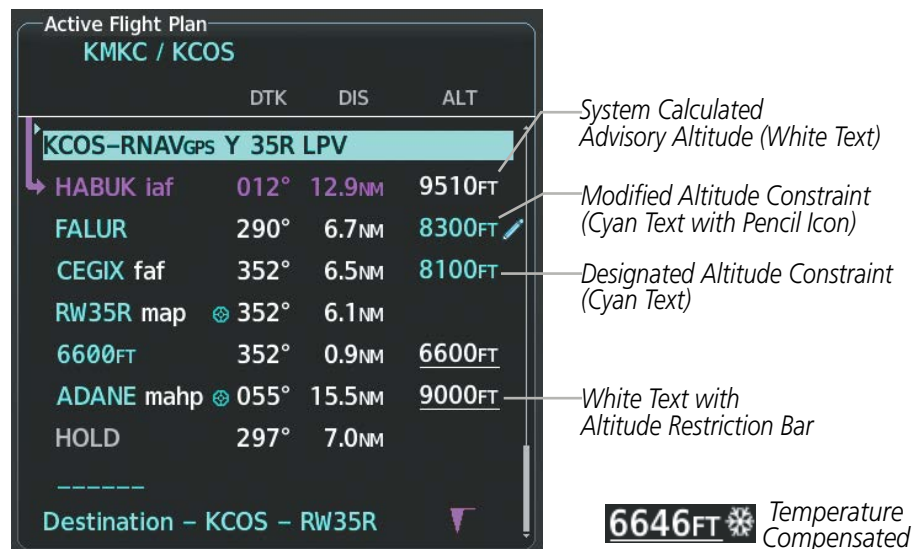 Active Flight Plan
KMKC / KCOS
DTK DIS ALT
KCOS–RNAVGPS Y 35R LPV
HABUK iaf 012° 12.9NM 9510FT
FALUR 290° 6.7NM 8300FT
CEGIX faf 352° 6.5NM 8100FT
RW35R map 352° 6.1NM
6600FT 352° 0.9NM 6600FT
ADANE mahp 055° 15.5NM 9000FT
HOLD 297° 7.0NM
––––––
Destination – KCOS – RW35R
System Calculated
Advisory Altitude (White Text)
Modified Altitude Constraint
(Cyan Text with Pencil Icon)
Designated Altitude Constraint
(Cyan Text)
White Text with
Altitude Restriction Bar
6646FT
Temperature
Compensated